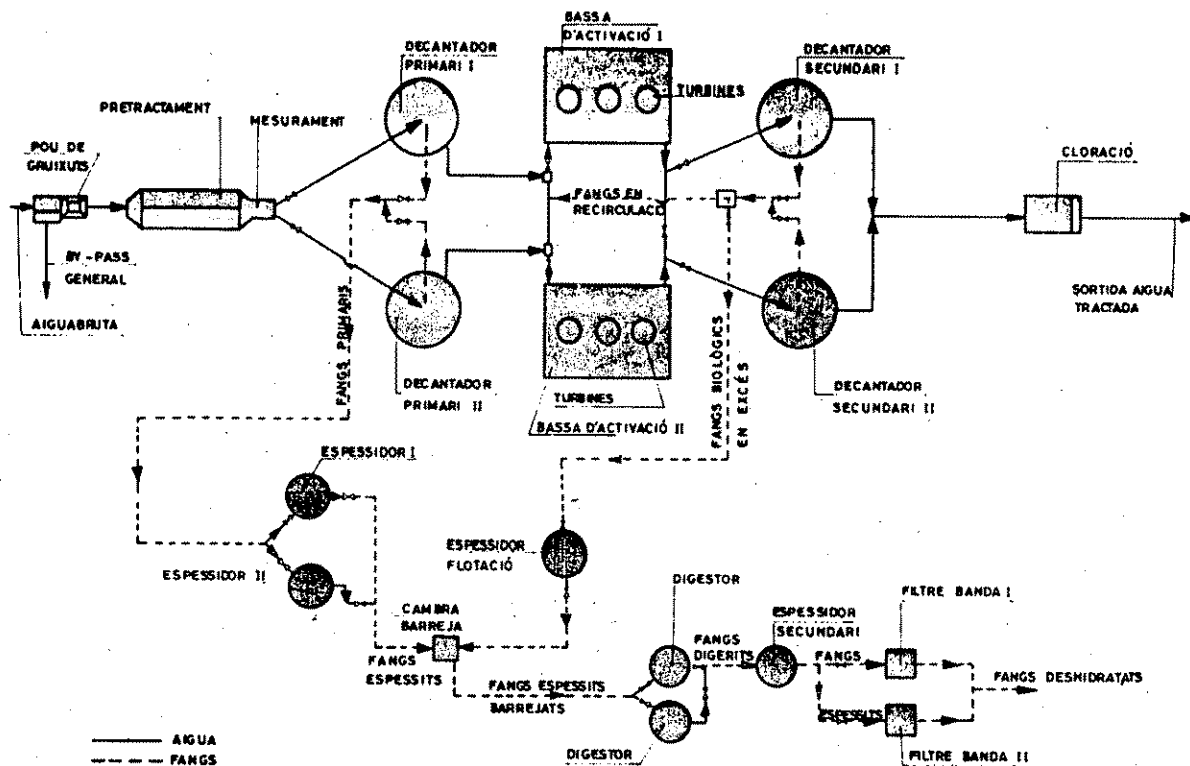 BASSA
D'ACTIVACIÓ I
DECANTADOR
PRIMARI I
DECANTADOR
SECUNDARI I
TURBINES
PRETRACTAMENT
MESURAMENT
POU DE
GRUIXUTS
CLORACIÓ
FANGS EN
RECIRCULACIÓ
BY-PASS
GENERAL
AIGUA BRUTA
SORTIDA AIGUA
TRACTADA
FANGS PRIMARIS
DECANTADOR
PRIMARI II
TURBINES
BASSA D'ACTIVACIÓ II
FANGS BIOLÒGICS
EN EXCÉS
DECANTADOR
SECUNDARI II
ESPESSIDOR I
ESPESSIDOR II
ESPESSIDOR
FLOTACIÓ
CAMBRA
BARREJA
FANGS
ESPESSITS
FANGS ESPESSITS
BARREJATS
DIGESTOR
DIGESTOR
FANGS
DIGERITS
ESPESSIDOR
SECUNDARI
FANGS
ESPESSITS
FILTRE BANDA I
FILTRE BANDA II
FANGS DESHIDRATATS
AIGUA
FANGS